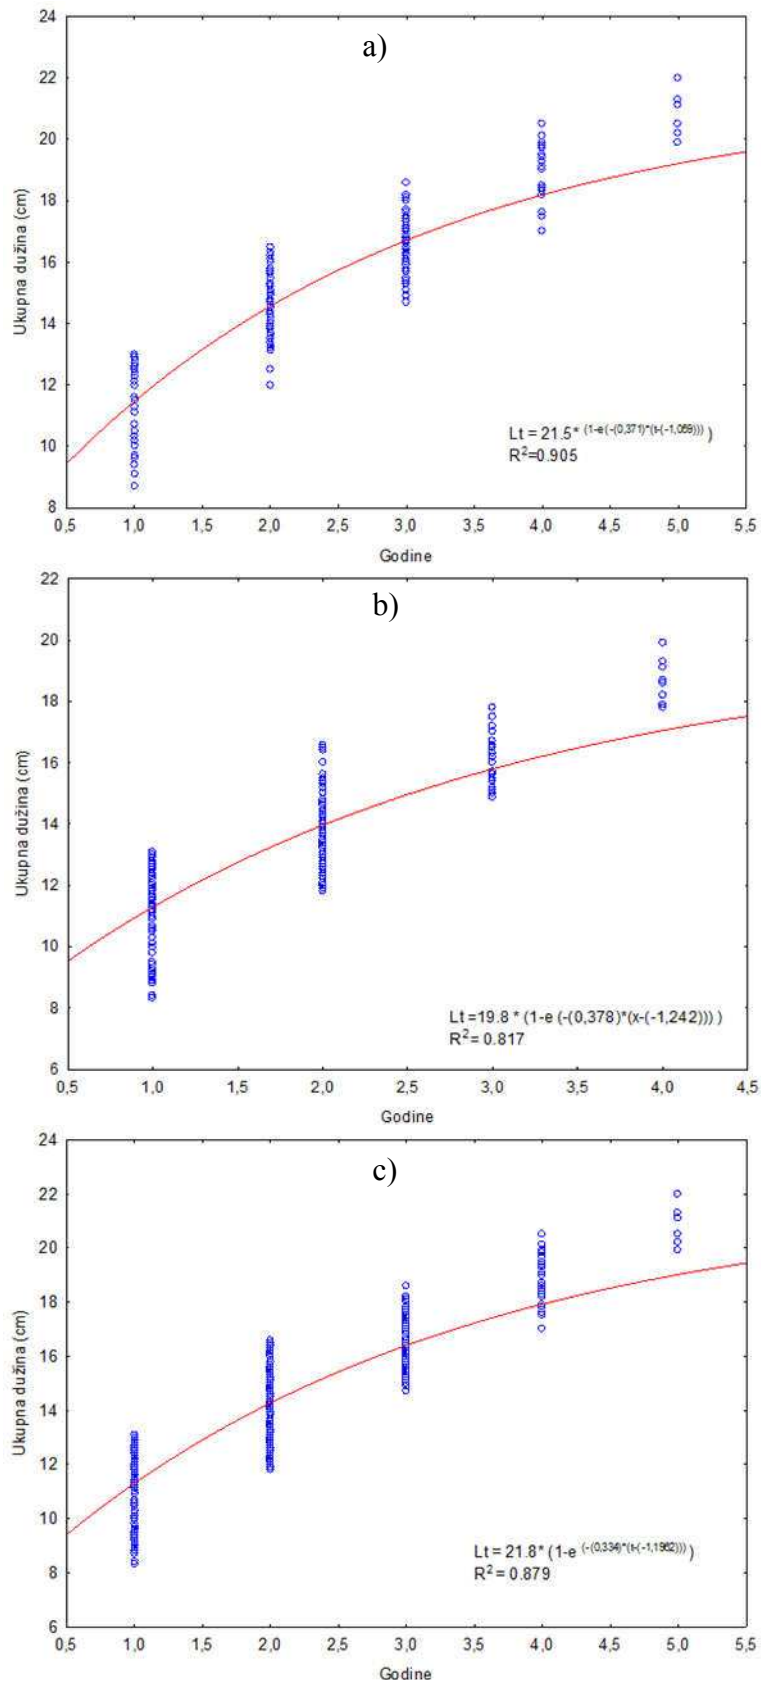 a)
24
22
20
18
16
14
12
10
8
Ukupna dužina (cm)
Lt = 21.5* (1-e(-(0,371)*(t-(-1,059))) )
R2=0.905
0,5 1,0 1,5 2,0 2,5 3,0 3,5 4,0 4,5 5,0 5,5
Godine
b)
22
20
18
16
14
12
10
8
6
Ukupna dužina (cm)
Lt =19.8 * (1-e (-(0,378)*(x-(-1,242))) )
R2= 0.817
0,5 1,0 1,5 2,0 2,5 3,0 3,5 4,0 4,5
Godine
c)
24
22
20
18
16
14
12
10
8
6
Ukupna dužina (cm)
Lt = 21.8* (1-e (-(0,334)*(t-(-1,1962))) )
R2 = 0.879
0,5 1,0 1,5 2,0 2,5 3,0 3,5 4,0 4,5 5,0 5,5
Godine